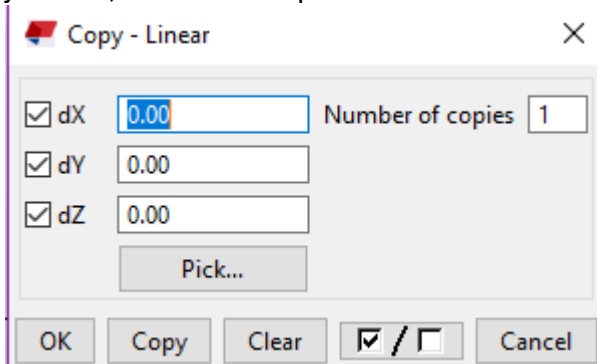 Copy - Linear
dX 0.00 Number of copies 1
dY 0.00
dZ 0.00
Pick...
OK Copy Clear / Cancel